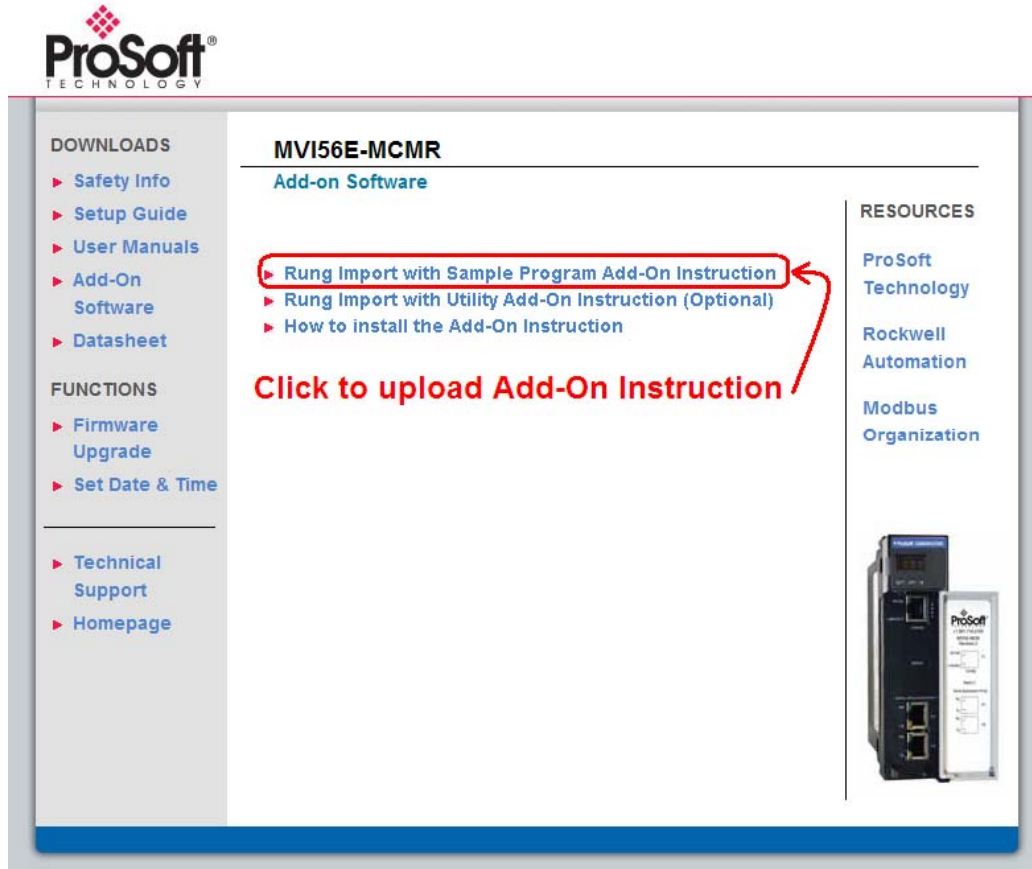 ProSoft®
TECHNOLOGY
DOWNLOADS
Safety Info
Setup Guide
User Manuals
Add-On
Software
Datasheet
FUNCTIONS
Firmware
Upgrade
Set Date & Time
Technical
Support
Homepage
MVI56E-MCMR
Add-on Software
Rung Import with Sample Program Add-On Instruction
Rung Import with Utility Add-On Instruction (Optional)
How to install the Add-On Instruction
Click to upload Add-On Instruction
RESOURCES
ProSoft
Technology
Rockwell
Automation
Modbus
Organization
ProSoft